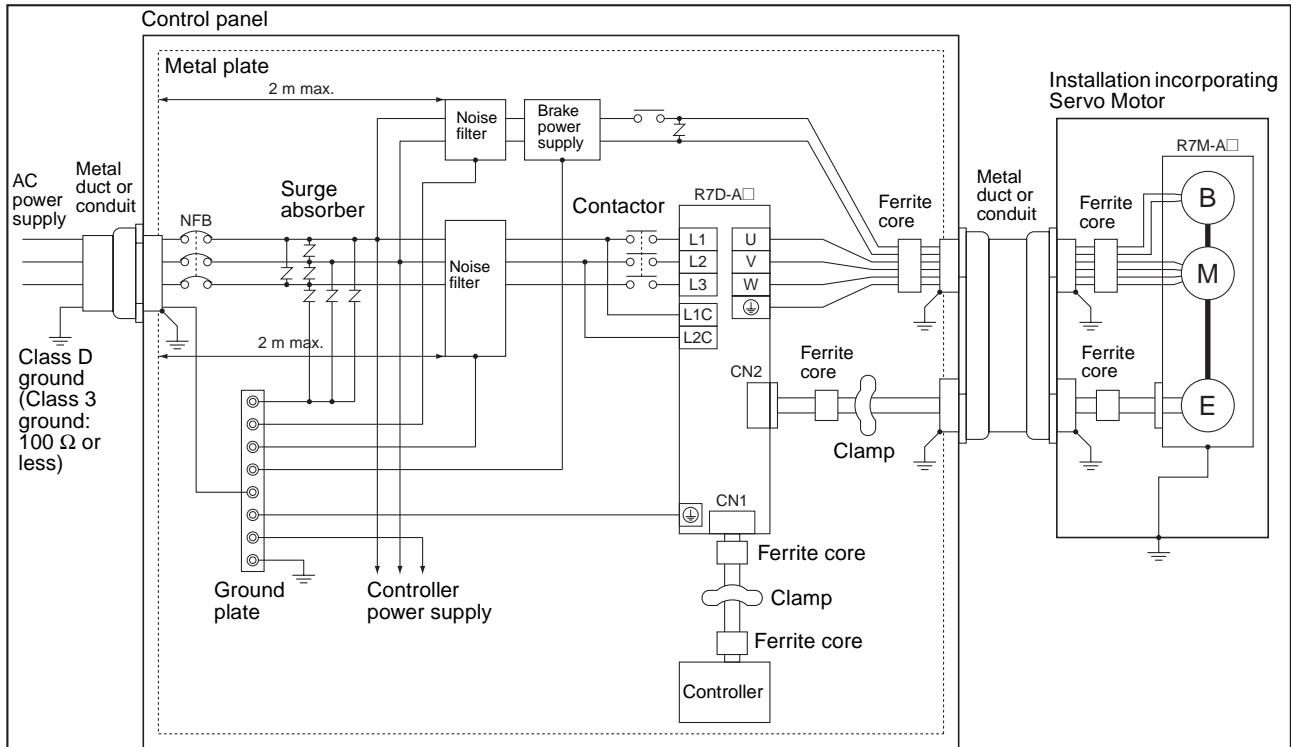 Control panel
Metal plate
2 m max.
Noise
filter
Brake
power
supply
Installation incorporating
Servo Motor
R7M-A□
AC
power
supply
Metal
duct or
conduit
NFB
Surge
absorber
Contactor
R7D-A□
Ferrite
core
Metal
duct or
conduit
Ferrite
core
B
M
E
L1
L2
L3
L1C
L2C
U
V
W
Noise
filter
2 m max.
Class D
ground
(Class 3
ground:
100 Ω or
less)
CN2
Ferrite
core
Clamp
Ferrite
core
CN1
Ferrite core
Clamp
Ferrite core
Controller
Ground
plate
Controller
power supply